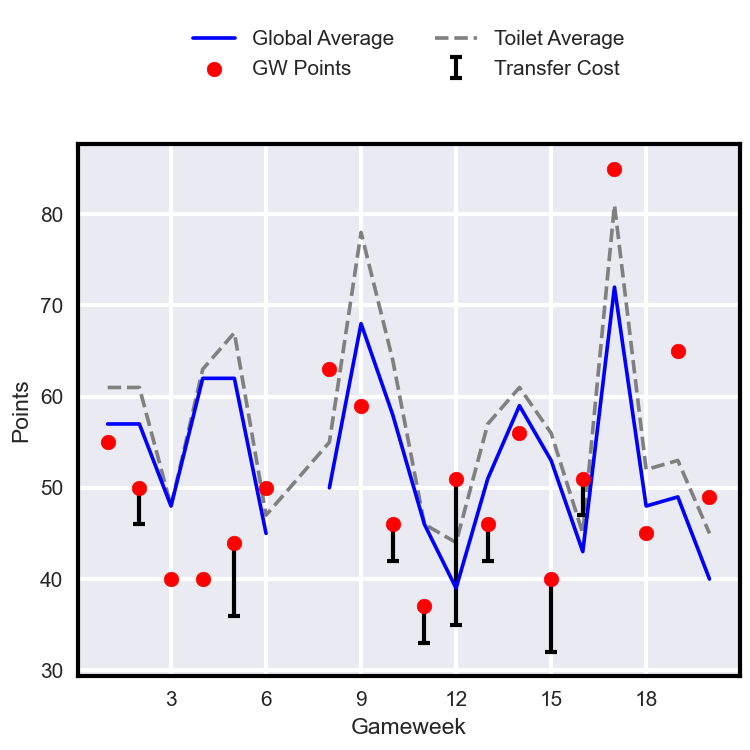 Global Average
Toilet Average
GW Points
Transfer Cost
80
70
60
50
40
30
Points
3 6 9 12 15 18
Gameweek